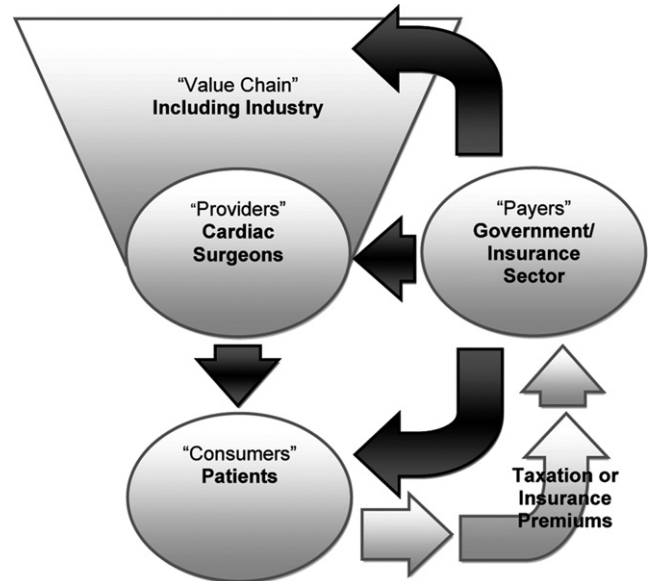 “Value Chain”
Including Industry
“Providers”
Cardiac
Surgeons
“Payers”
Government/
Insurance
Sector
“Consumers”
Patients
Taxation or
Insurance
Premiums